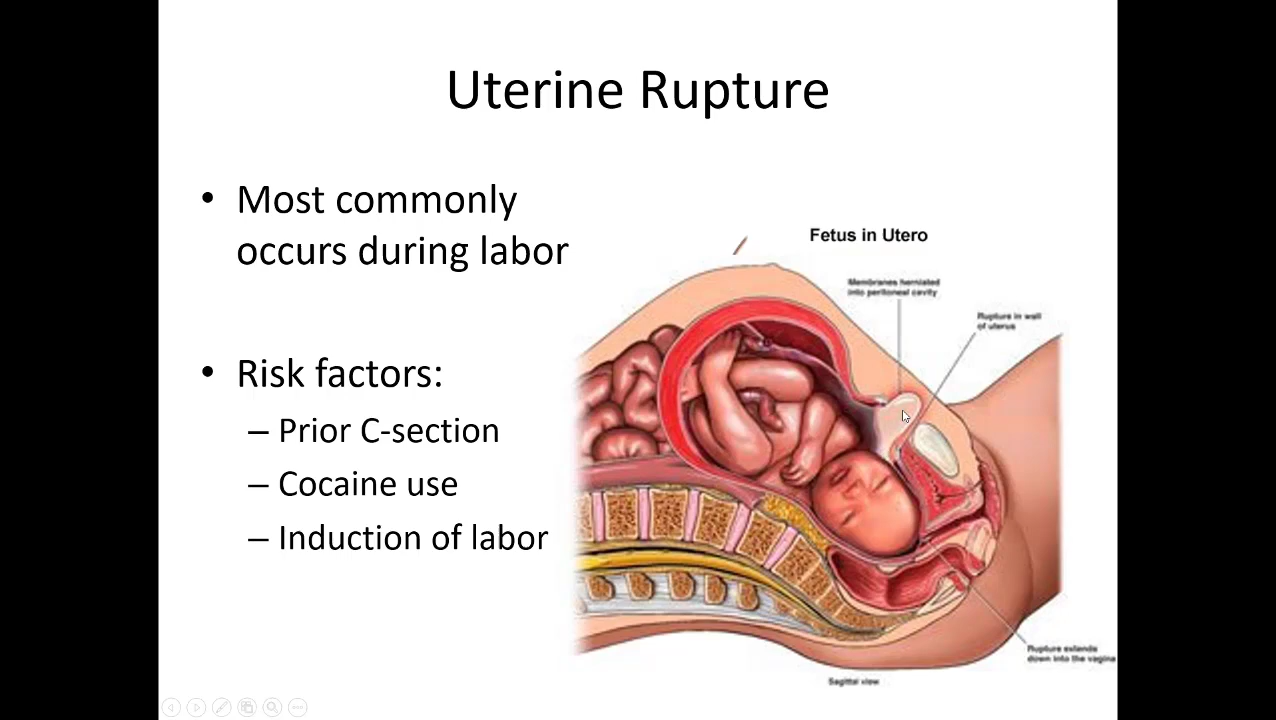 Uterine Rupture
• Most commonly
occurs during labor
• Risk factors:
– Prior C-section
– Cocaine use
– Induction of labor
Fetus in Utero
Membranes herniated
into peritoneal cavity
Rupture in wall
of uterus
Rupture extends
down into the vagina
Sagittal view